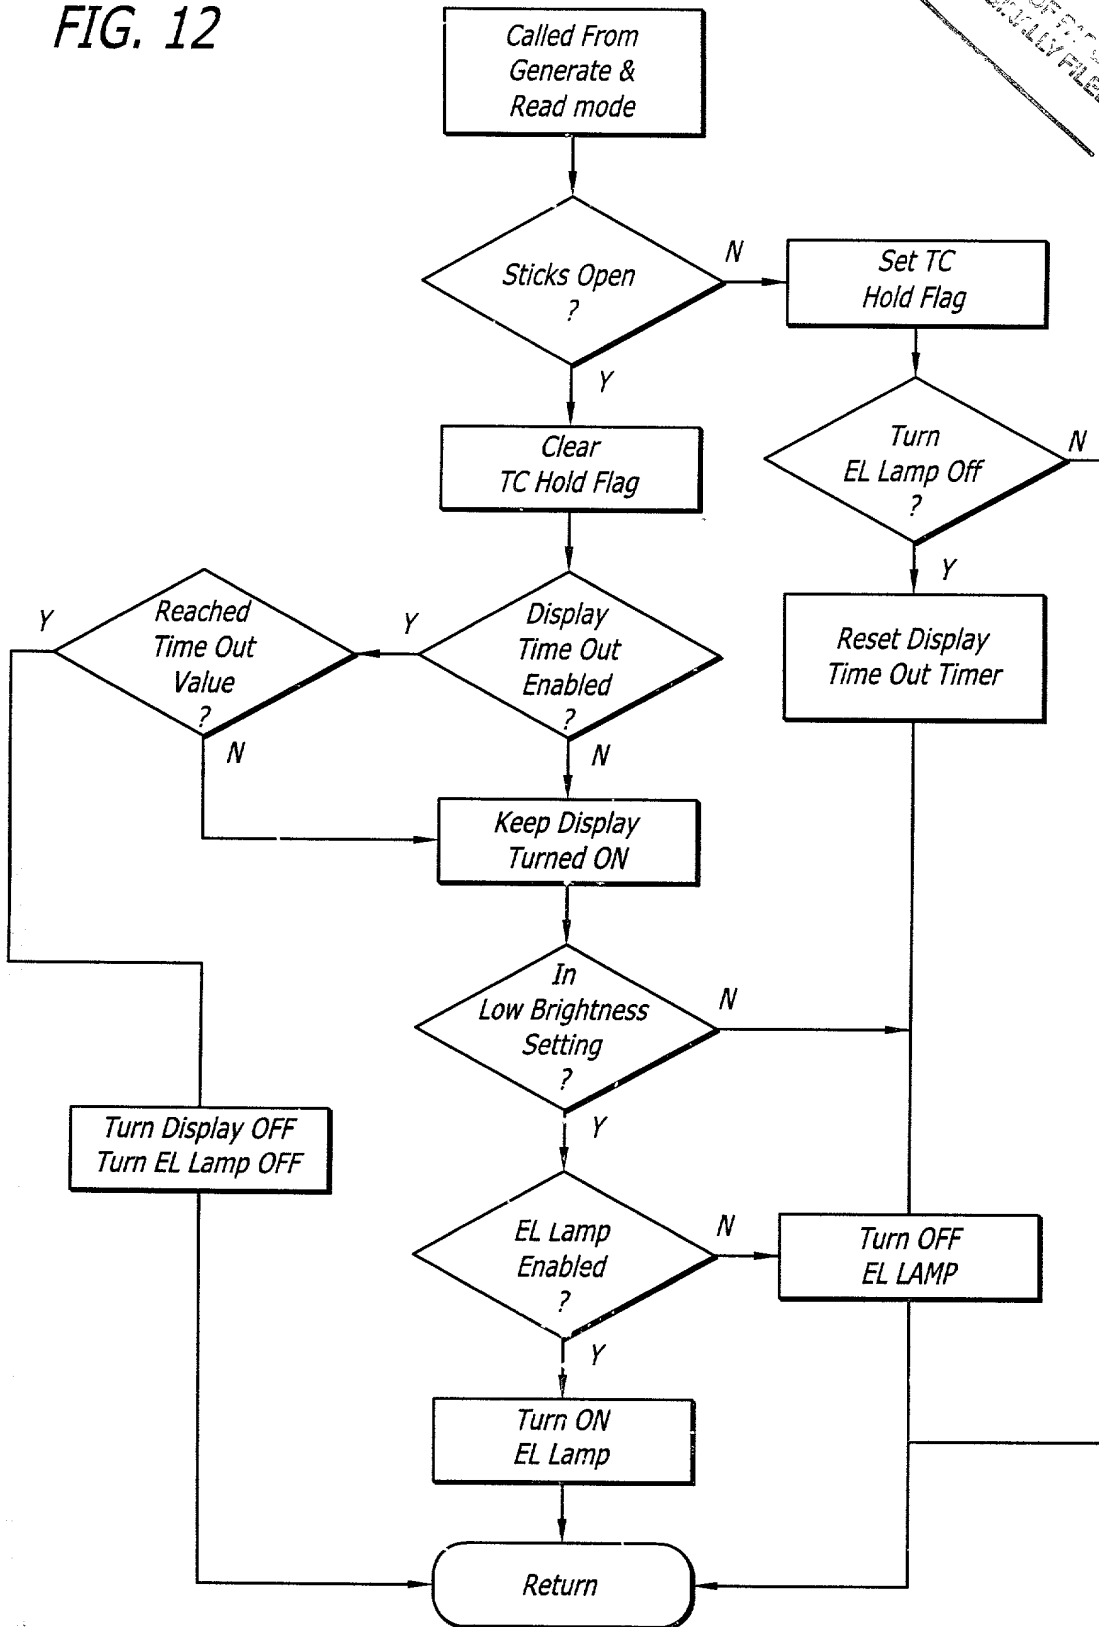 FIG. 12
Called From
Generate &
Read mode
Sticks Open
?
N
Y
Set TC
Hold Flag
Turn
EL Lamp Off
?
N
Y
Clear
TC Hold Flag
Reset Display
Time Out Timer
Display
Time Out
Enabled
?
Y
N
Reached
Time Out
Value
?
Y
N
Keep Display
Turned ON
In
Low Brightness
Setting
?
N
Y
Turn Display OFF
Turn EL Lamp OFF
EL Lamp
Enabled
?
N
Y
Turn OFF
EL LAMP
Turn ON
EL Lamp
Return